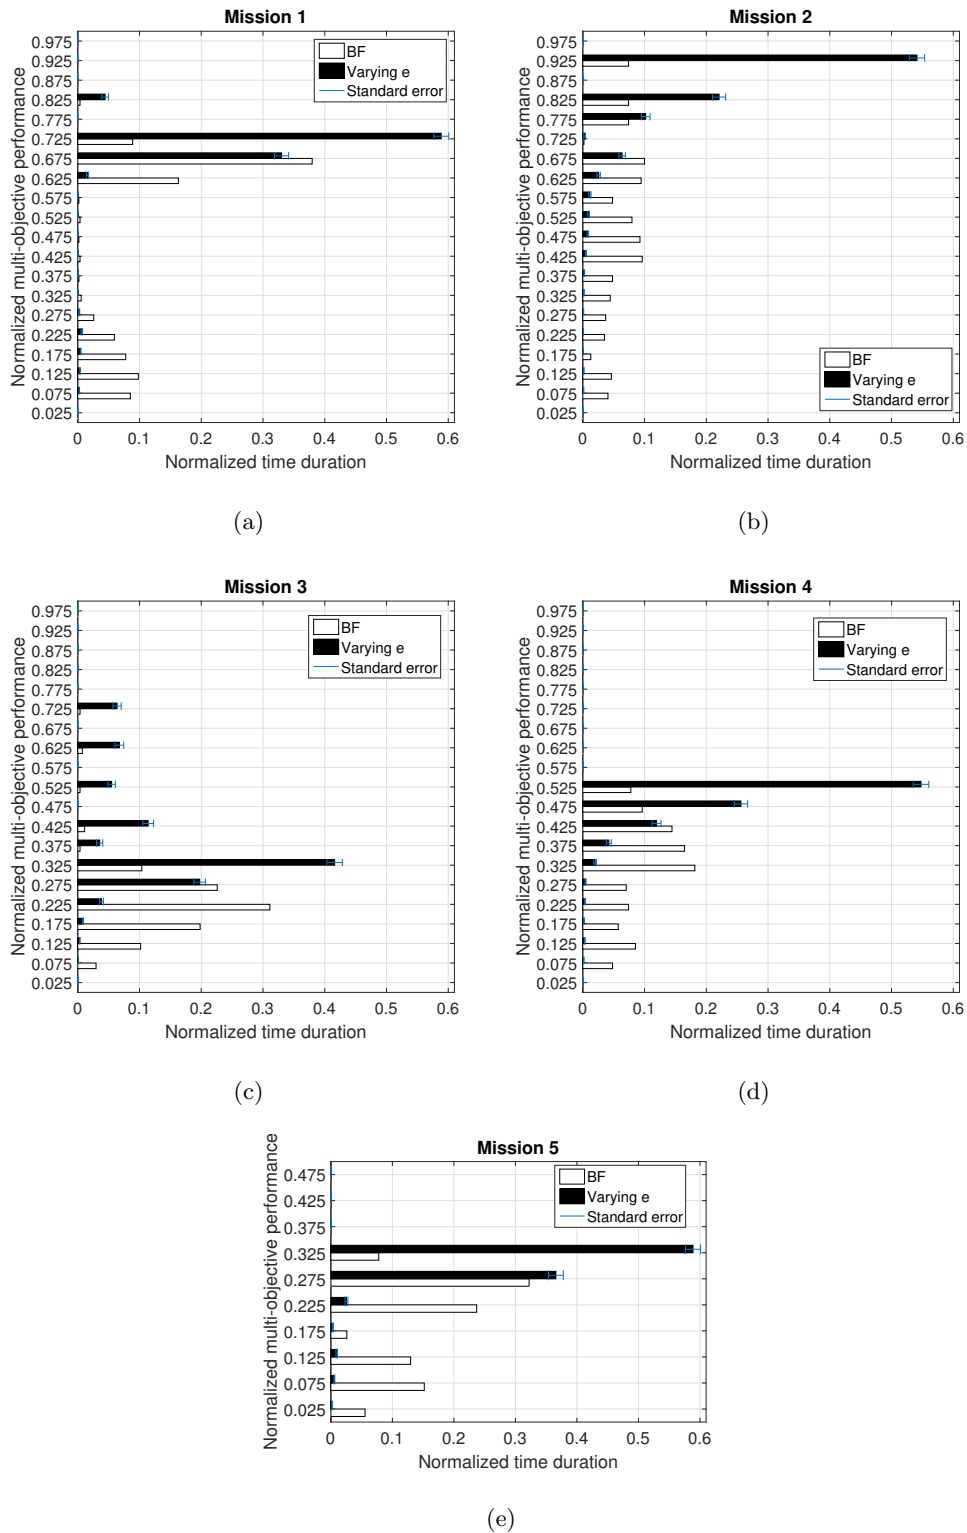 Mission 1
Normalized multi-objective performance
0.975
0.925
0.875
0.825
0.775
0.725
0.675
0.625
0.575
0.525
0.475
0.425
0.375
0.325
0.275
0.225
0.175
0.125
0.075
0.025
BF
Varying e
Standard error
0 0.1 0.2 0.3 0.4 0.5 0.6
Normalized time duration
(a)
Mission 2
Normalized multi-objective performance
0.975
0.925
0.875
0.825
0.775
0.725
0.675
0.625
0.575
0.525
0.475
0.425
0.375
0.325
0.275
0.225
0.175
0.125
0.075
0.025
BF
Varying e
Standard error
0 0.1 0.2 0.3 0.4 0.5 0.6
Normalized time duration
(b)
Mission 3
Normalized multi-objective performance
0.975
0.925
0.875
0.825
0.775
0.725
0.675
0.625
0.575
0.525
0.475
0.425
0.375
0.325
0.275
0.225
0.175
0.125
0.075
0.025
BF
Varying e
Standard error
0 0.1 0.2 0.3 0.4 0.5 0.6
Normalized time duration
(c)
Mission 4
Normalized multi-objective performance
0.975
0.925
0.875
0.825
0.775
0.725
0.675
0.625
0.575
0.525
0.475
0.425
0.375
0.325
0.275
0.225
0.175
0.125
0.075
0.025
BF
Varying e
Standard error
0 0.1 0.2 0.3 0.4 0.5 0.6
Normalized time duration
(d)
Mission 5
Normalized multi-objective performance
0.475
0.425
0.375
0.325
0.275
0.225
0.175
0.125
0.075
0.025
BF
Varying e
Standard error
0 0.1 0.2 0.3 0.4 0.5 0.6
Normalized time duration
(e)